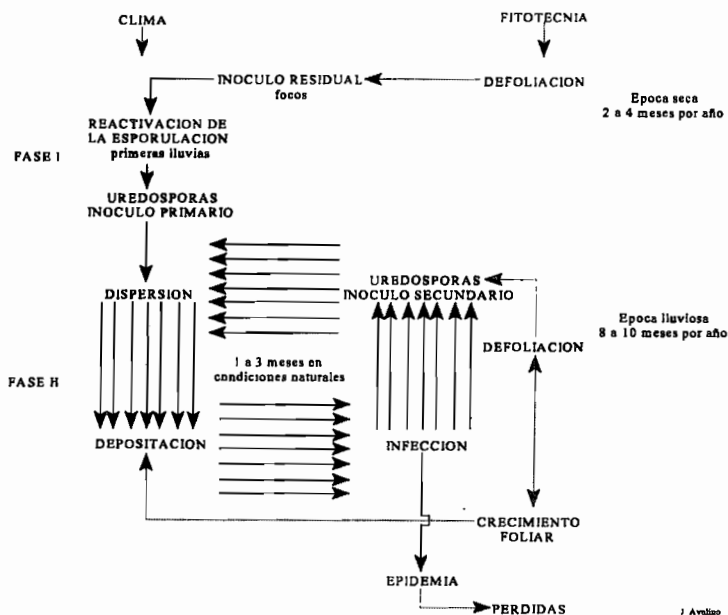 CLIMA
FITOTECNIA
INOCULO RESIDUAL
focos
DEFOLIACION
Epoca seca
2 a 4 meses por año
REACTIVACION DE
LA ESPORULACION
primeras lluvias
FASE I
UREDOSPORAS
INOCULO PRIMARIO
DISPERSION
UREDOSPORAS
INOCULO SECUNDARIO
Epoca lluviosa
8 a 10 meses por año
DEFOLIACION
1 a 3 meses en
condiciones naturales
FASE II
DEPOSITACION
INFECCION
CRECIMIENTO
FOLIAR
EPIDEMIA
PERDIDAS
J Avelino